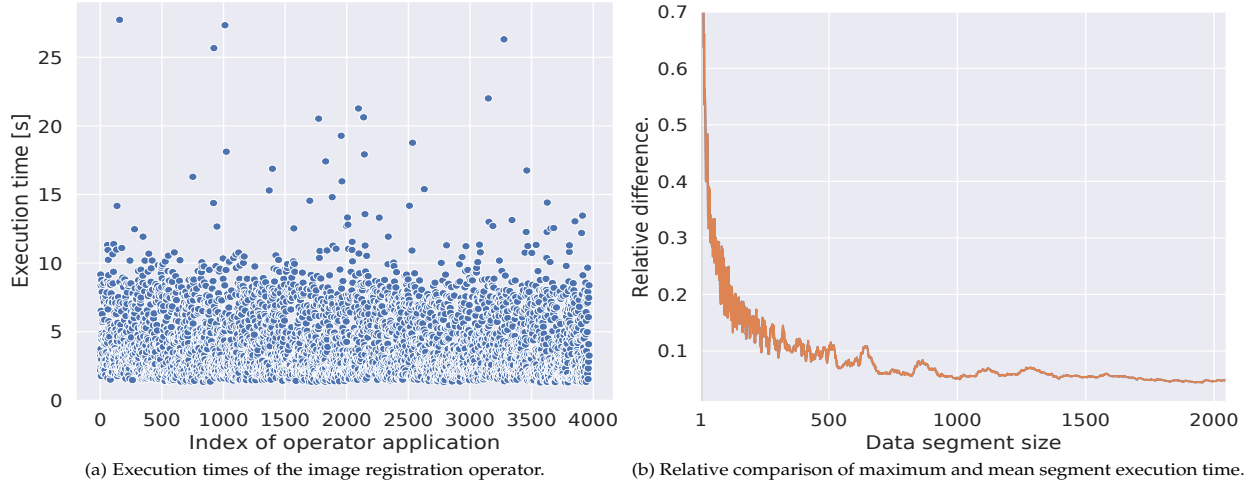 25
20
15
10
5
0
Execution time [s]
0 500 1000 1500 2000 2500 3000 3500 4000
Index of operator application
(a) Execution times of the image registration operator.
0.7
0.6
0.5
0.4
0.3
0.2
0.1
Relative difference.
1 500 1000 1500 2000
Data segment size
(b) Relative comparison of maximum and mean segment execution time.